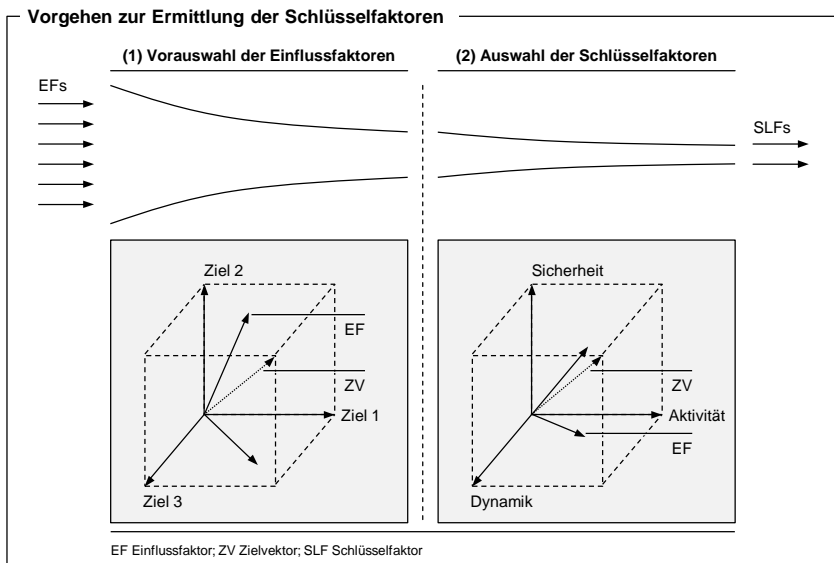 Vorgehen zur Ermittlung der Schlüsselfaktoren
(1) Vorauswahl der Einflussfaktoren
(2) Auswahl der Schlüsselfaktoren
EFs
SLFs
Ziel 2
EF
ZV
Ziel 1
Ziel 3
Sicherheit
ZV
Aktivität
EF
Dynamik
EF Einflussfaktor; ZV Zielvektor; SLF Schlüsselfaktor